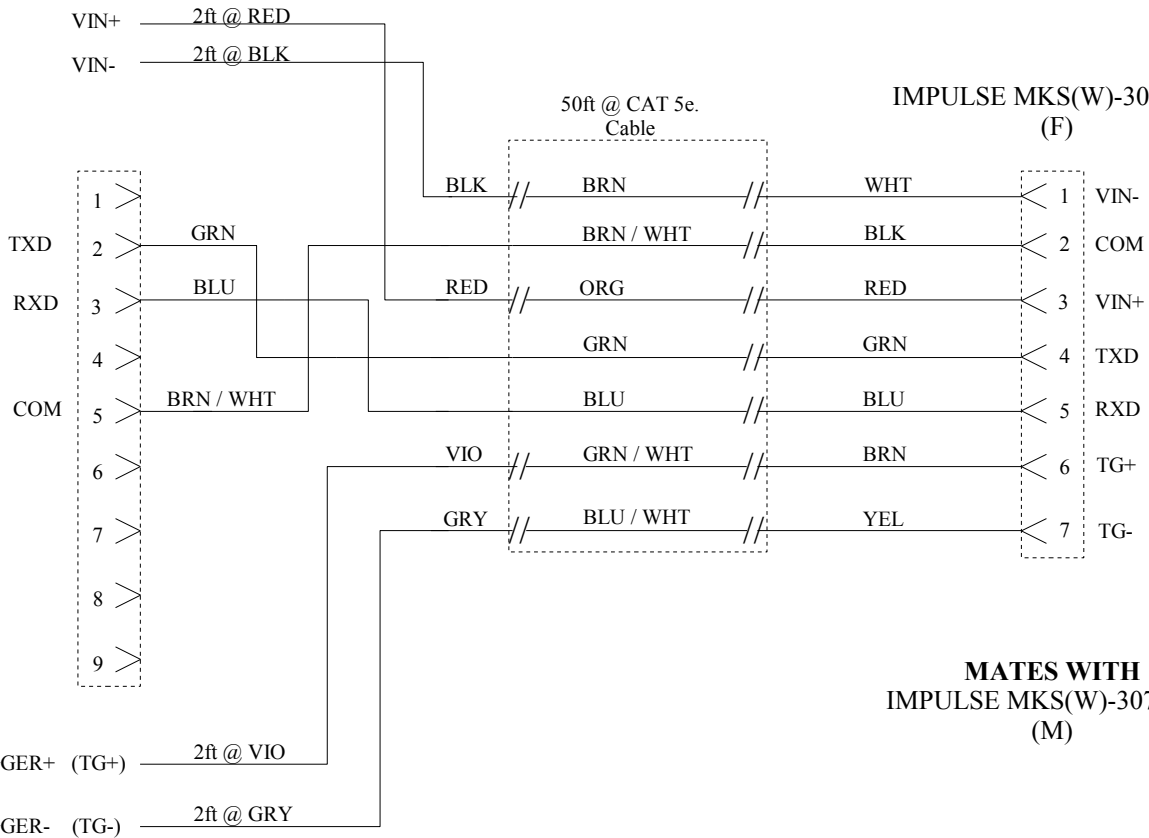 VIN+ 2ft @ RED
VIN- 2ft @ BLK
50ft @ CAT 5e.
Cable
IMPULSE MKS(W)-30
(F)
1 BLK BRN WHT 1 VIN-
TXD 2 GRN BRN / WHT BLK 2 COM
RXD 3 BLU RED ORG RED 3 VIN+
4 GRN GRN 4 TXD
COM 5 BRN / WHT BLU BLU 5 RXD
6 VIO GRN / WHT BRN 6 TG+
7 GRY BLU / WHT YEL 7 TG-
8
9
MATES WITH
IMPULSE MKS(W)-307
(M)
GER+ (TG+) 2ft @ VIO
GER- (TG-) 2ft @ GRY